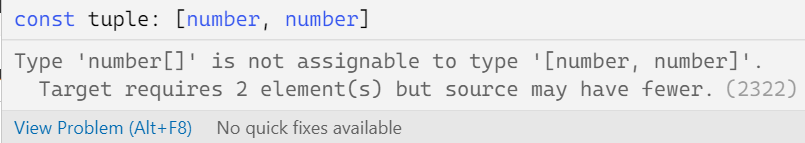 const tuple: [number, number]
Type 'number[]' is not assignable to type '[number, number]'.
  Target requires 2 element(s) but source may have fewer. (2322)
View Problem (Alt+F8) No quick fixes available